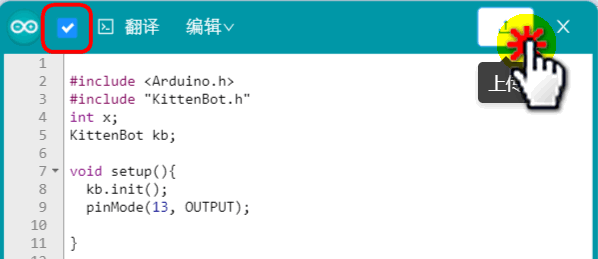 翻译 编辑
上传
1
2 #include <Arduino.h>
3 #include "KittenBot.h"
4 int x;
5 KittenBot kb;
6
7 void setup(){
8 kb.init();
9 pinMode(13, OUTPUT);
10
11 }